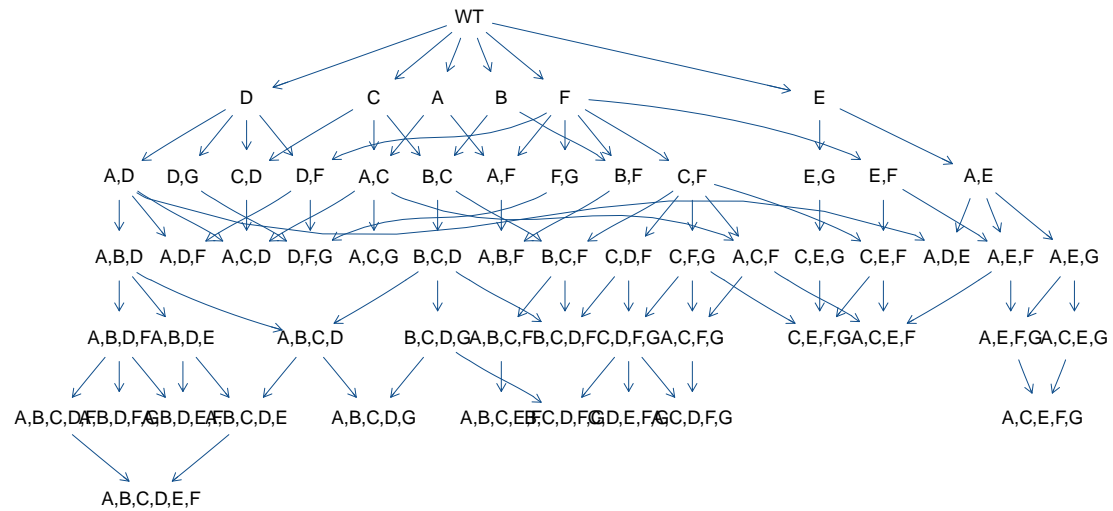 WT
D C A B F E
A,D D,G C,D D,F A,C B,C A,F F,G B,F C,F E,G E,F A,E
A,B,D A,D,F A,C,D D,F,G A,C,G B,C,D A,B,F B,C,F C,D,F C,F,G A,C,F C,E,G C,E,F A,D,E A,E,F A,E,G
A,B,D,F A,B,D,E A,B,C,D B,C,D,G A,B,C,F B,C,D,F C,D,F,G A,C,F,G C,E,F,G A,C,E,F A,E,F,G A,C,E,G
A,B,C,D,F A,B,D,F,G A,B,D,E,F A,B,C,D,E A,B,C,D,G A,B,C,E,F B,C,D,F,G C,D,E,F,G A,C,D,F,G A,C,E,F,G
A,B,C,D,E,F